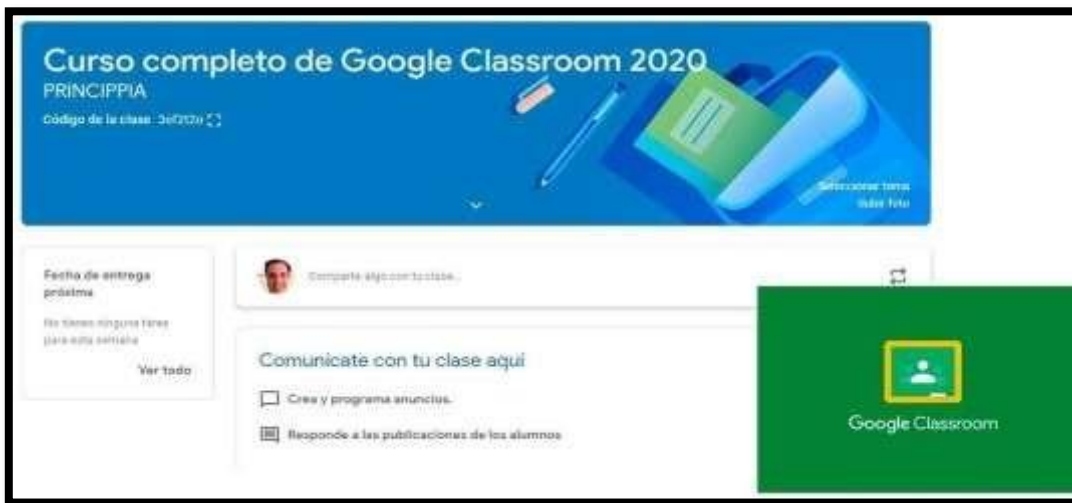 Curso completo de Google Classroom 2020
PRINCIPPIA
Código de la clase
Seleccionar tema
Subir foto
Fecha de entrega
próxima
No tienes ninguna tarea
para esta semana
Ver todo
Comparte algo con tu clase...
Comunícate con tu clase aquí
Crea y programa anuncios.
Responde a las publicaciones de los alumnos
Google Classroom